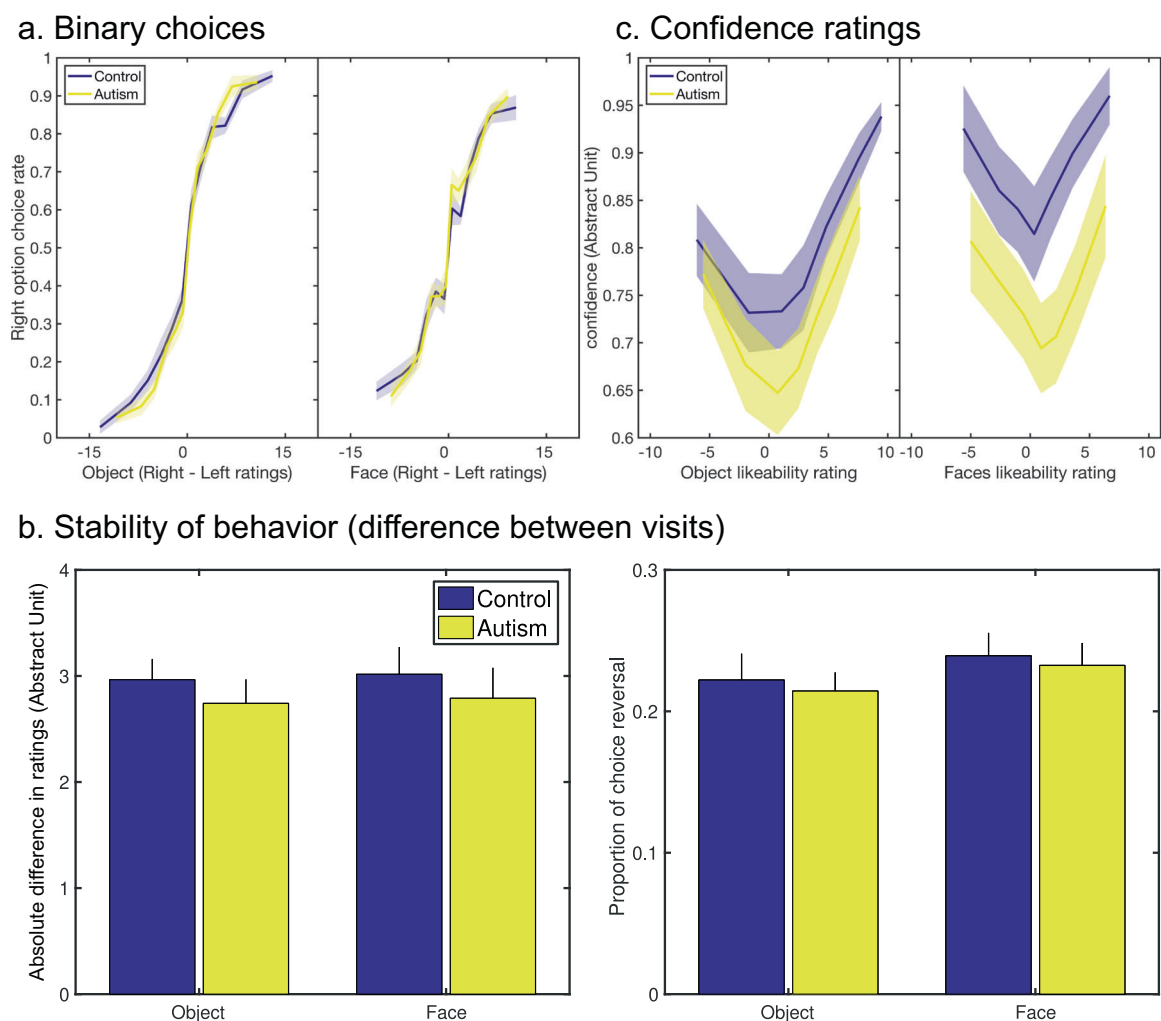 a. Binary choices
c. Confidence ratings
Control
Autism
Right option choice rate
1
0.9
0.8
0.7
0.6
0.5
0.4
0.3
0.2
0.1
0
-15
0
15
-15
0
15
Object (Right - Left ratings)
Face (Right - Left ratings)
Control
Autism
confidence (Abstract Unit)
0.95
0.9
0.85
0.8
0.75
0.7
0.65
0.6
-10
-5
0
5
10
-10
-5
0
5
10
Object likeability rating
Faces likeability rating
b. Stability of behavior (difference between visits)
Absolute difference in ratings (Abstract Unit)
4
3
2
1
0
Control
Autism
Object
Face
Proportion of choice reversal
0.3
0.2
0.1
0
Object
Face